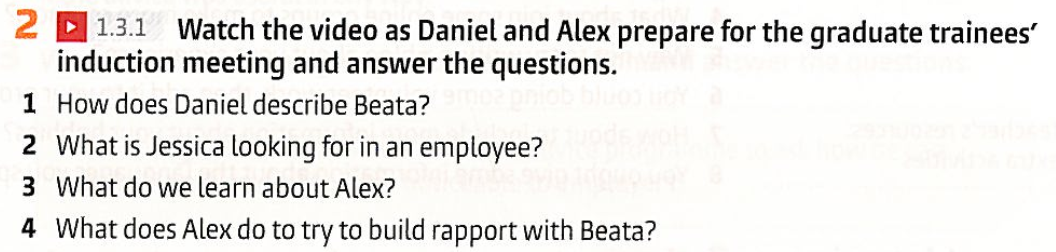 2 1.3.1 Watch the video as Daniel and Alex prepare for the graduate trainees'
induction meeting and answer the questions.
1 How does Daniel describe Beata?
2 What is Jessica looking for in an employee?
3 What do we learn about Alex?
4 What does Alex do to try to build rapport with Beata?